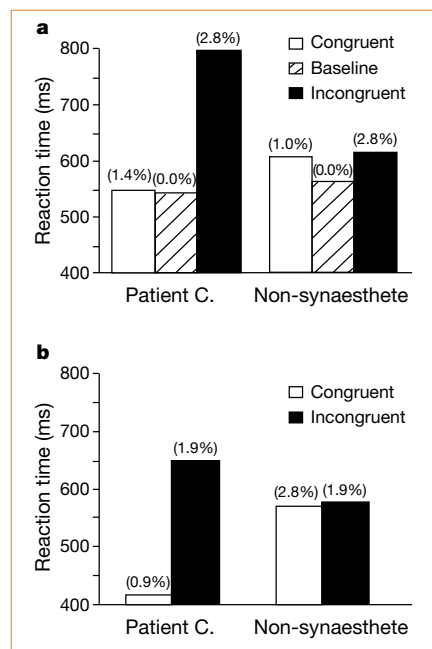 a
800
700
600
500
400
Reaction time (ms)
Congruent
Baseline
Incongruent
(1.4%)
(0.0%)
(2.8%)
(1.0%)
(0.0%)
(2.8%)
Patient C.
Non-synaesthete
b
800
700
600
500
400
Reaction time (ms)
Congruent
Incongruent
(0.9%)
(1.9%)
(2.8%)
(1.9%)
Patient C.
Non-synaesthete